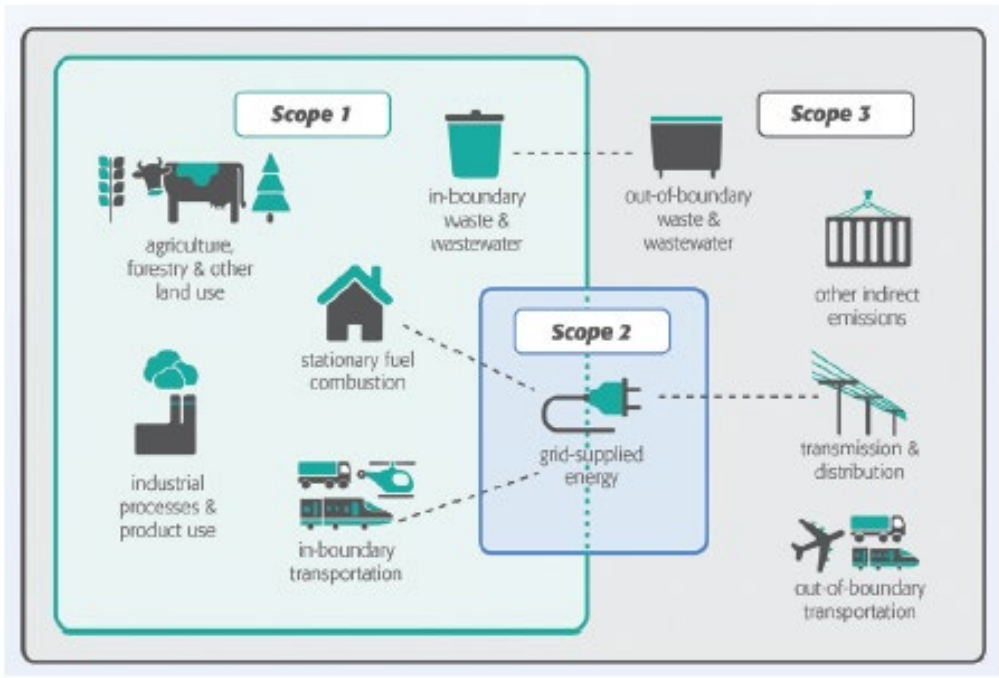 Scope 1
Scope 3
in-boundary
waste &
wastewater
out-of-boundary
waste &
wastewater
agriculture,
forestry & other
land use
other indirect
emissions
Scope 2
stationary fuel
combustion
grid-supplied
energy
transmission &
distribution
industrial
processes &
product use
in-boundary
transportation
out-of-boundary
transportation